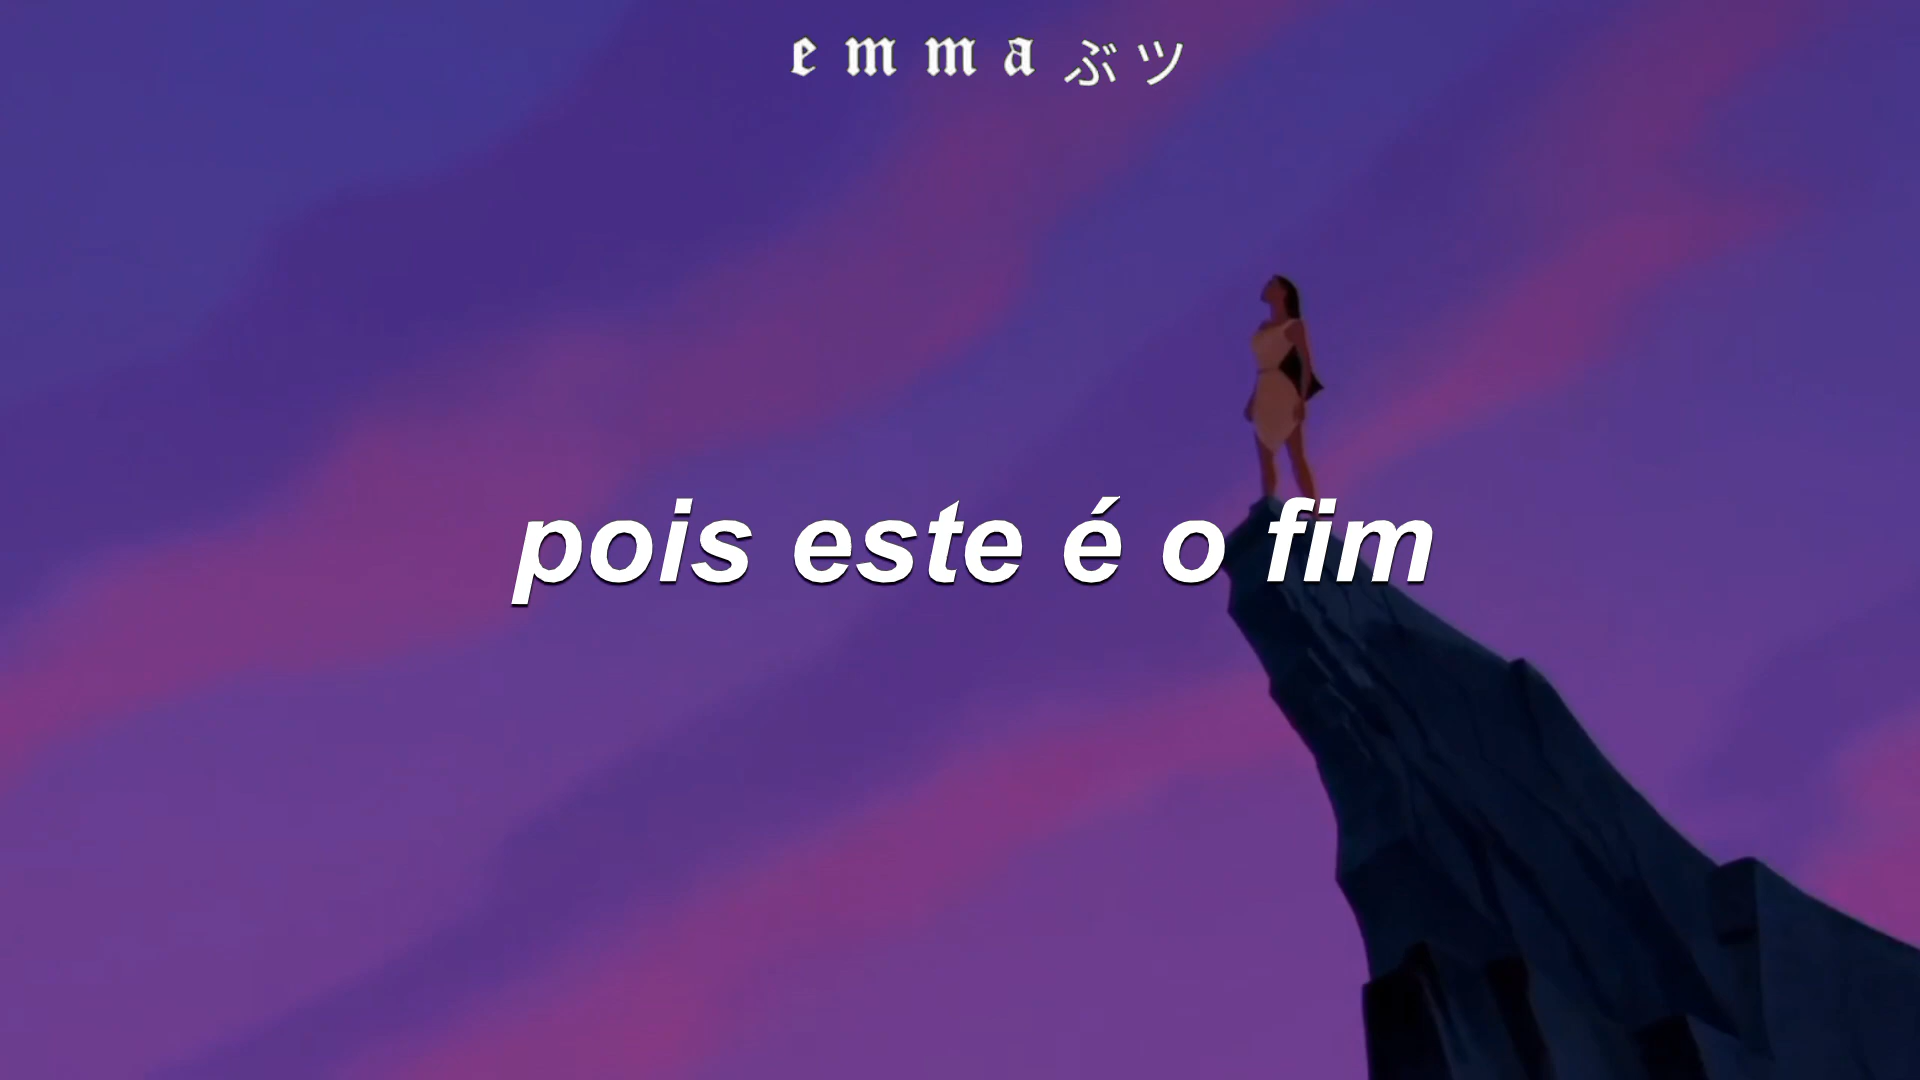 e m m a ぶ ツ
pois este é o fim